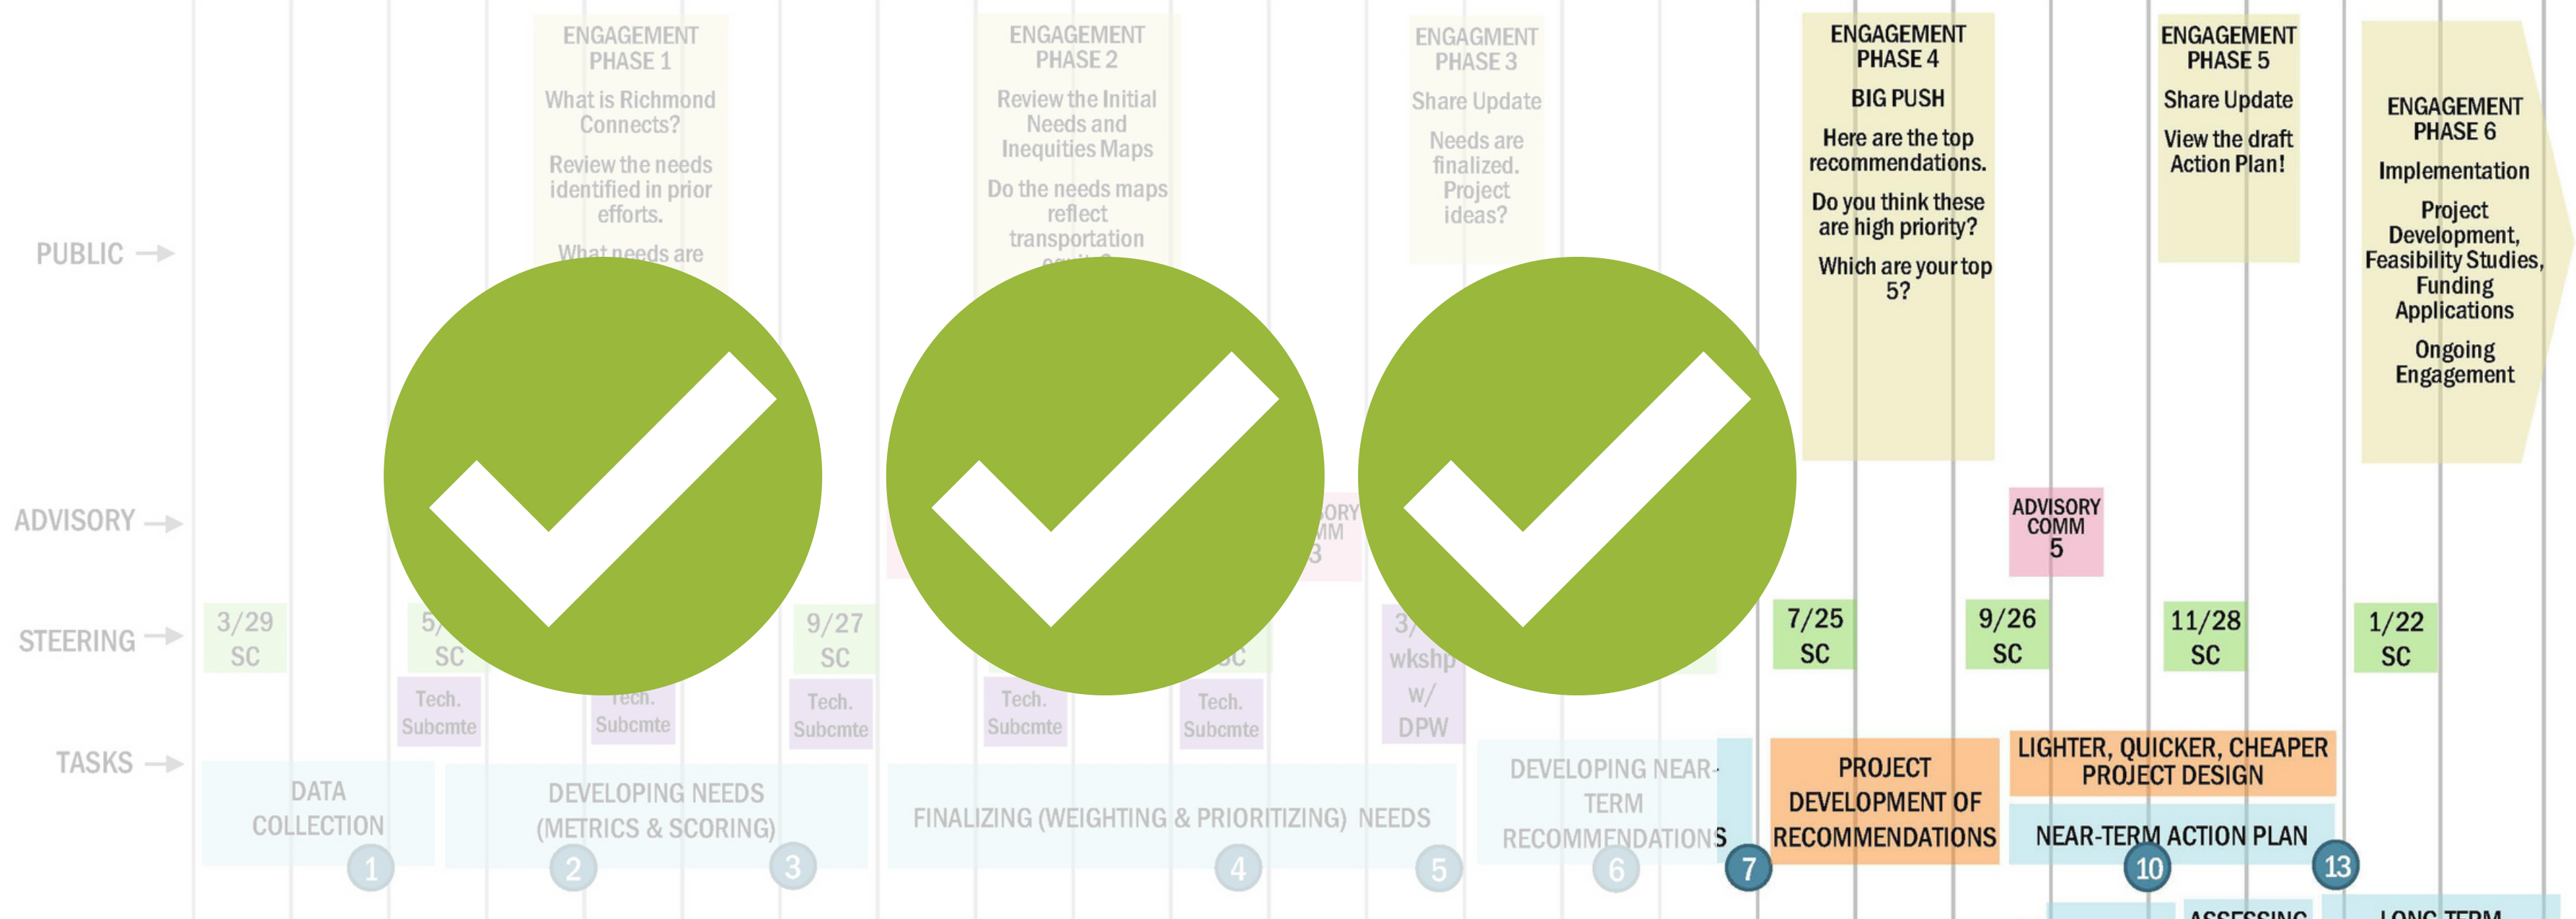 ENGAGEMENT
PHASE 1
What is Richmond
Connects?
Review the needs
identified in prior
efforts.
What needs are
ENGAGEMENT
PHASE 2
Review the Initial
Needs and
Inequities Maps
Do the needs maps
reflect
transportation
ENGAGMENT
PHASE 3
Share Update
Needs are
finalized.
Project
ideas?
ENGAGEMENT
PHASE 4
BIG PUSH
Here are the top
recommendations.
Do you think these
are high priority?
Which are your top
5?
ENGAGEMENT
PHASE 5
Share Update
View the draft
Action Plan!
ENGAGEMENT
PHASE 6
Implementation
Project
Development,
Feasibility Studies,
Funding
Applications
Ongoing
Engagement
PUBLIC
ADVISORY
3
ADVISORY
COMM
5
STEERING
3/29
SC
SC
9/27
SC
wkshp
w/
DPW
7/25
SC
9/26
SC
11/28
SC
1/22
SC
Tech.
Subcmte
Tech.
Subcmte
Tech.
Subcmte
Tech.
Subcmte
Tech.
Subcmte
TASKS
DATA
COLLECTION
1
DEVELOPING NEEDS
(METRICS & SCORING)
2
3
FINALIZING (WEIGHTING & PRIORITIZING) NEEDS
4
5
DEVELOPING NEAR-
TERM
RECOMMENDATIONS
6
7
PROJECT
DEVELOPMENT OF
RECOMMENDATIONS
LIGHTER, QUICKER, CHEAPER
PROJECT DESIGN
NEAR-TERM ACTION PLAN
10
13
ASSESSING
LONG-TERM